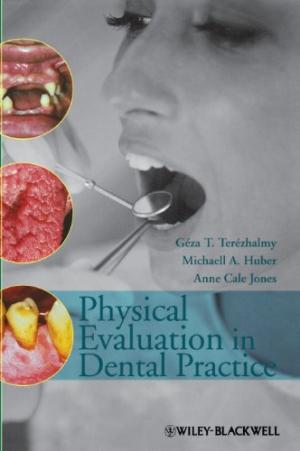 Géza T. Terézhalmy
Michaell A. Huber
Anne Cale Jones
Physical
Evaluation in
Dental Practice
WILEY-BLACKWELL